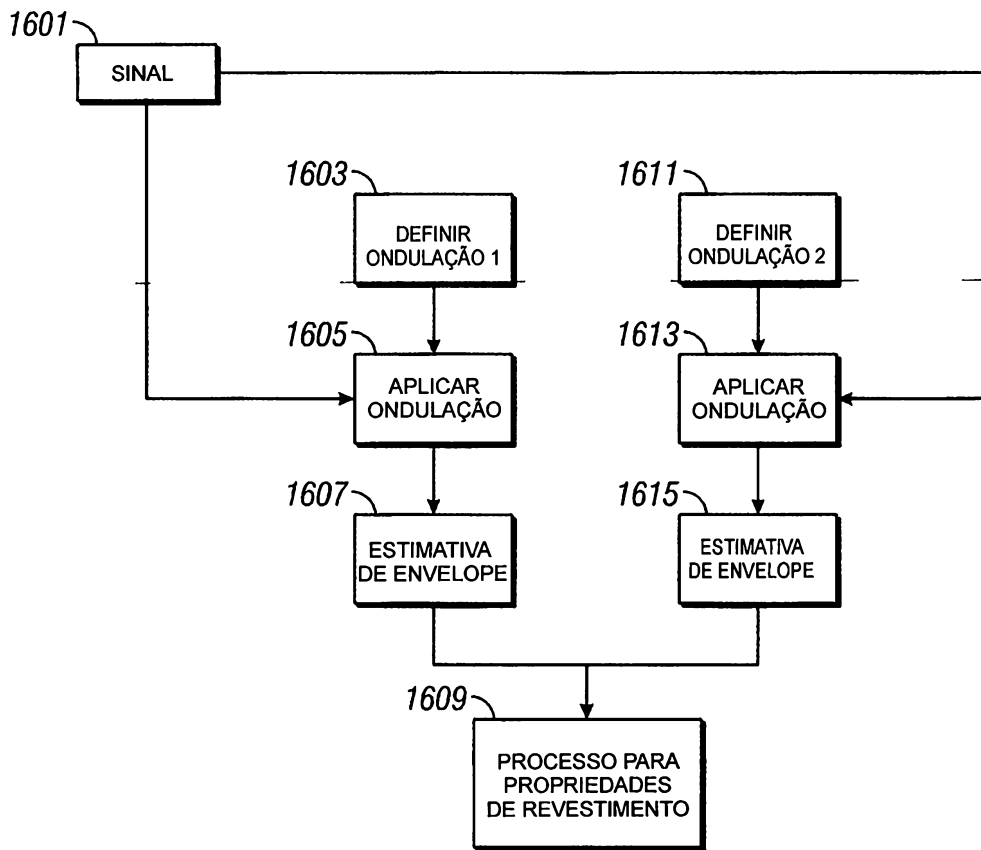 1601
SINAL
1603
DEFINIR
ONDULAÇÃO 1
1611
DEFINIR
ONDULAÇÃO 2
1605
APLICAR
ONDULAÇÃO
1613
APLICAR
ONDULAÇÃO
1607
ESTIMATIVA
DE ENVELOPE
1615
ESTIMATIVA
DE ENVELOPE
1609
PROCESSO PARA
PROPRIEDADES
DE REVESTIMENTO